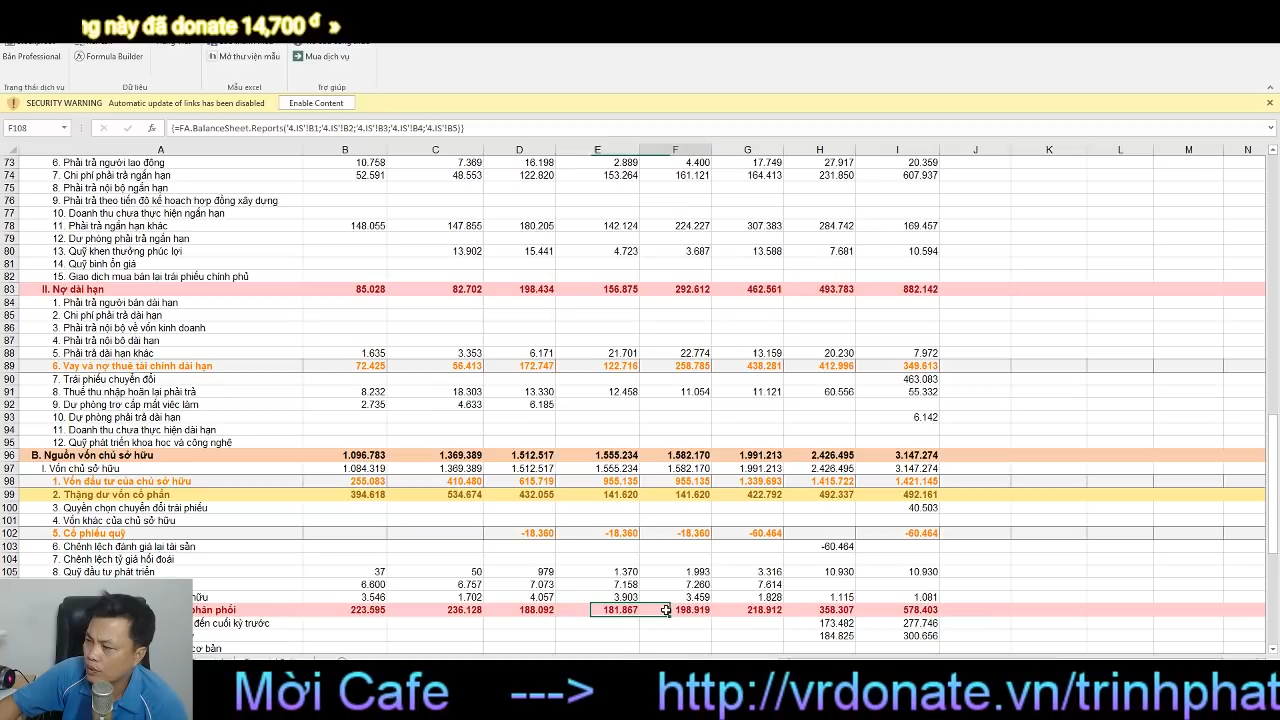 ng này đã donate 14,700 đ »
Bản Professional Formula Builder Mở thư viện mẫu Mua dịch vụ
Trạng thái dịch vụ Dữ liệu Mẫu excel Trợ giúp
SECURITY WARNING Automatic update of links has been disabled Enable Content
F108 fx {=FA.BalanceSheet.Reports('4.IS'!B1;'4.IS'!B2;'4.IS'!B3;'4.IS'!B4;'4.IS'!B5)}
A B C D E F G H I J K L M N
73 6. Phải trả người lao động 10.758 7.369 16.198 2.889 4.400 17.749 27.917 20.359
74 7. Chi phí phải trả ngắn hạn 52.591 48.553 122.820 153.264 161.121 164.413 231.850 607.937
75 8. Phải trả nội bộ ngắn hạn
76 9. Phải trả theo tiến độ kế hoạch hợp đồng xây dựng
77 10. Doanh thu chưa thực hiện ngắn hạn
78 11. Phải trả ngắn hạn khác 148.055 147.855 180.205 142.124 224.227 307.383 284.742 169.457
79 12. Dự phòng phải trả ngắn hạn
80 13. Quỹ khen thưởng phúc lợi 13.902 15.441 4.723 3.687 13.588 7.681 10.594
81 14. Quỹ bình ổn giá
82 15. Giao dịch mua bán lại trái phiếu chính phủ
83 II. Nợ dài hạn 85.028 82.702 198.434 156.875 292.612 462.561 493.783 882.142
84 1. Phải trả người bán dài hạn
85 2. Chi phí phải trả dài hạn
86 3. Phải trả nội bộ về vốn kinh doanh
87 4. Phải trả nội bộ dài hạn
88 5. Phải trả dài hạn khác 1.635 3.353 6.171 21.701 22.774 13.159 20.230 7.972
89 6. Vay và nợ thuê tài chính dài hạn 72.425 56.413 172.747 122.716 258.785 438.281 412.996 349.613
90 7. Trái phiếu chuyển đổi 463.083
91 8. Thuế thu nhập hoãn lại phải trả 8.232 18.303 13.330 12.458 11.054 11.121 60.556 55.332
92 9. Dự phòng trợ cấp mất việc làm 2.735 4.633 6.185
93 10. Dự phòng phải trả dài hạn 6.142
94 11. Doanh thu chưa thực hiện dài hạn
95 12. Quỹ phát triển khoa học và công nghệ
96 B. Nguồn vốn chủ sở hữu 1.096.783 1.369.389 1.512.517 1.555.234 1.582.170 1.991.213 2.426.495 3.147.274
97 I. Vốn chủ sở hữu 1.084.319 1.369.389 1.512.517 1.555.234 1.582.170 1.991.213 2.426.495 3.147.274
98 1. Vốn đầu tư của chủ sở hữu 255.083 410.480 615.719 955.135 955.135 1.339.693 1.415.722 1.421.145
99 2. Thặng dư vốn cổ phần 394.618 534.674 432.055 141.620 141.620 422.792 492.337 492.161
100 3. Quyền chọn chuyển đổi trái phiếu 40.503
101 4. Vốn khác của chủ sở hữu
102 5. Cổ phiếu quỹ -18.360 -18.360 -18.360 -60.464 -60.464
103 6. Chênh lệch đánh giá lại tài sản -60.464
104 7. Chênh lệch tỷ giá hối đoái
105 8. Quỹ đầu tư phát triển 37 50 979 1.370 1.993 3.316 10.930 10.930
6.600 6.757 7.073 7.158 7.260 7.614
hữu 3.546 1.702 4.057 3.903 3.459 1.828 1.115 1.081
phân phối 223.595 236.128 188.092 181.867 198.919 218.912 358.307 578.403
đến cuối kỳ trước 173.482 277.746
184.825 300.656
cơ bản
Mời Cafe ---> http://vrdonate.vn/trinhphat